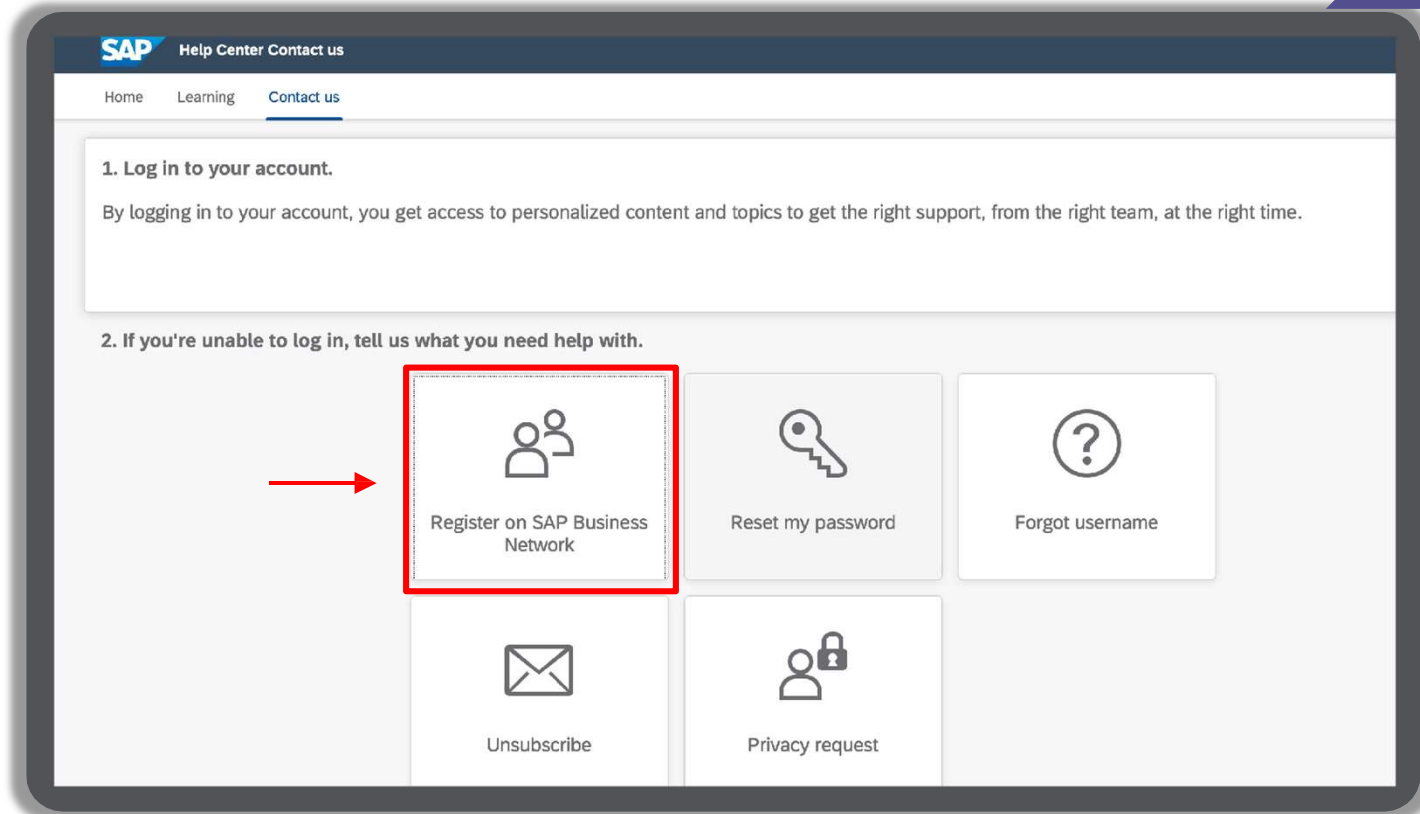 SAP Help Center Contact us
Home Learning Contact us
1. Log in to your account.
By logging in to your account, you get access to personalized content and topics to get the right support, from the right team, at the right time.
2. If you're unable to log in, tell us what you need help with.
Register on SAP Business
Network
Reset my password
Forgot username
Unsubscribe
Privacy request